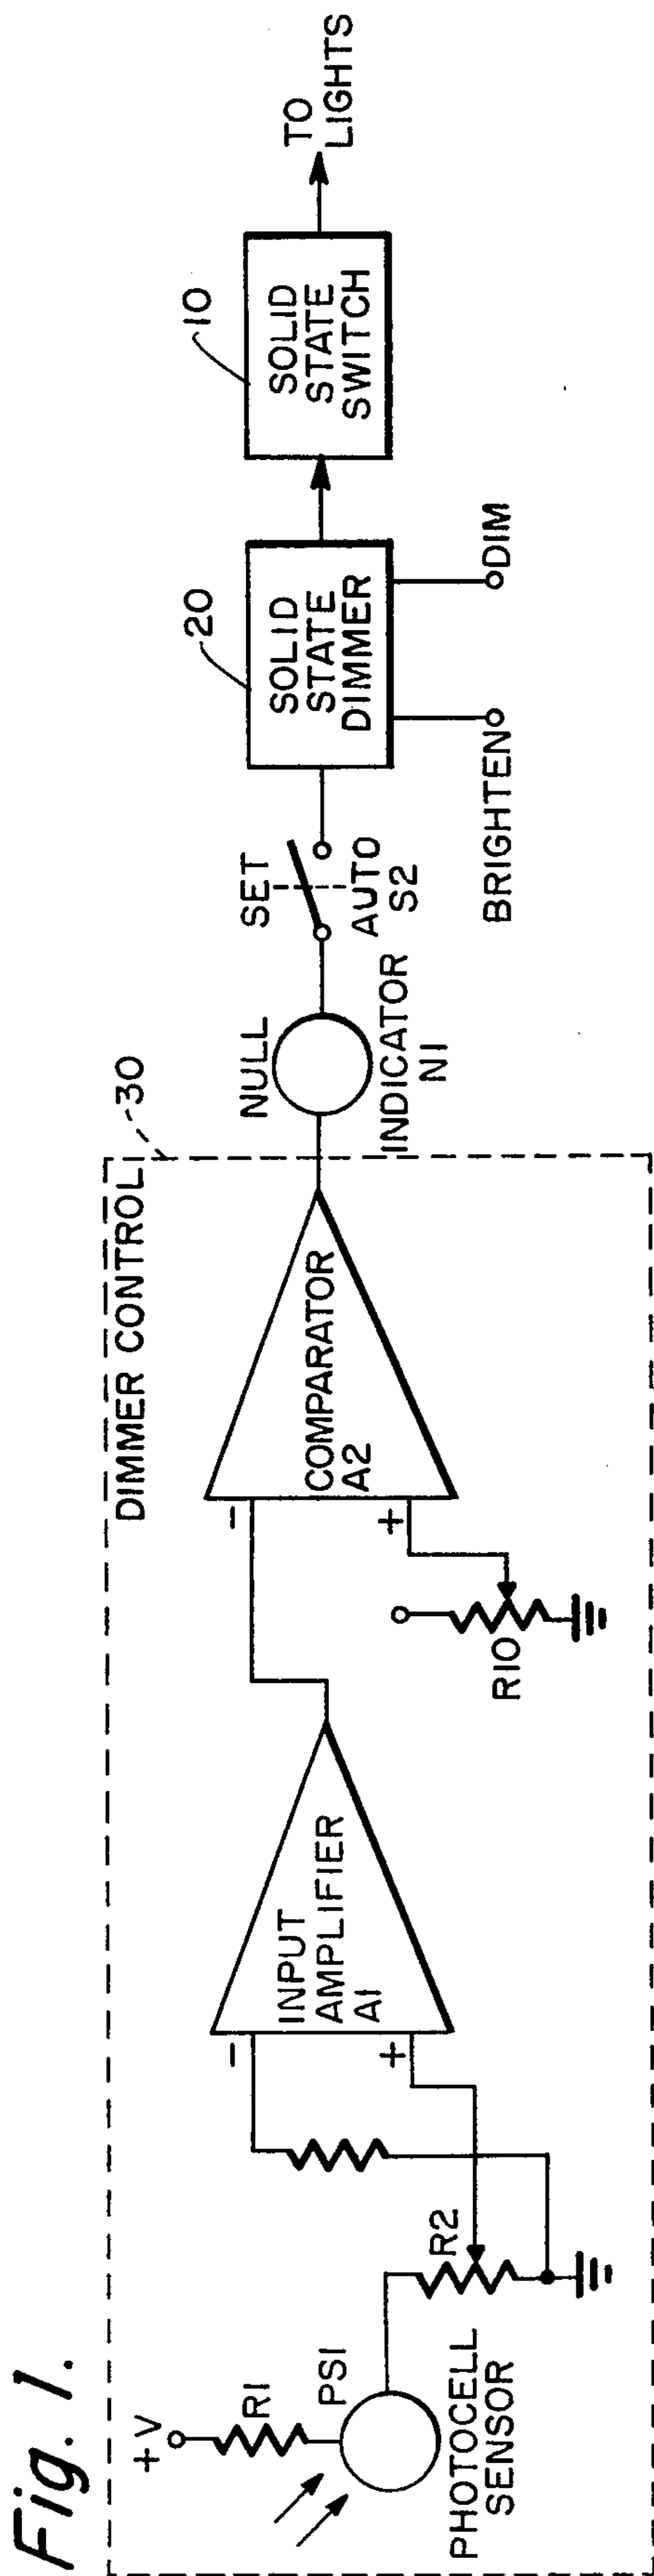 Fig. 1.
DIMMER CONTROL
30
+V
R1
PS1
PHOTOCELL
SENSOR
R2
-
+
INPUT
AMPLIFIER
A1
-
+
R10
COMPARATOR
A2
NULL
INDICATOR
N1
SET
AUTO
S2
20
SOLID
STATE
DIMMER
BRIGHTEN
DIM
10
SOLID
STATE
SWITCH
TO
LIGHTS